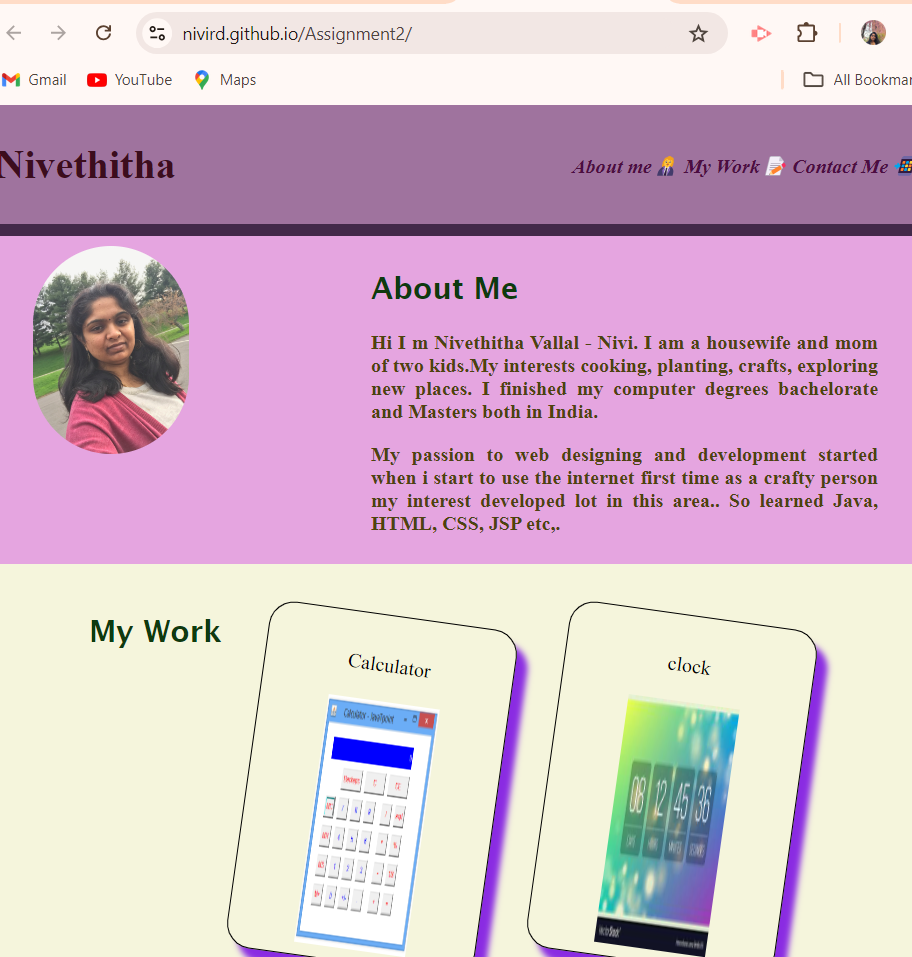 nivird.github.io/Assignment2/
Gmail YouTube Maps All Bookmar
Nivethitha
About me My Work Contact Me
About Me
Hi I m Nivethitha Vallal - Nivi. I am a housewife and mom
of two kids.My interests cooking, planting, crafts, exploring
new places. I finished my computer degrees bachelorate
and Masters both in India.
My passion to web designing and development started
when i start to use the internet first time as a crafty person
my interest developed lot in this area.. So learned Java,
HTML, CSS, JSP etc,.
My Work
Calculator
clock
Calculator - JavaTpoint
08 12 45 36
DAYS